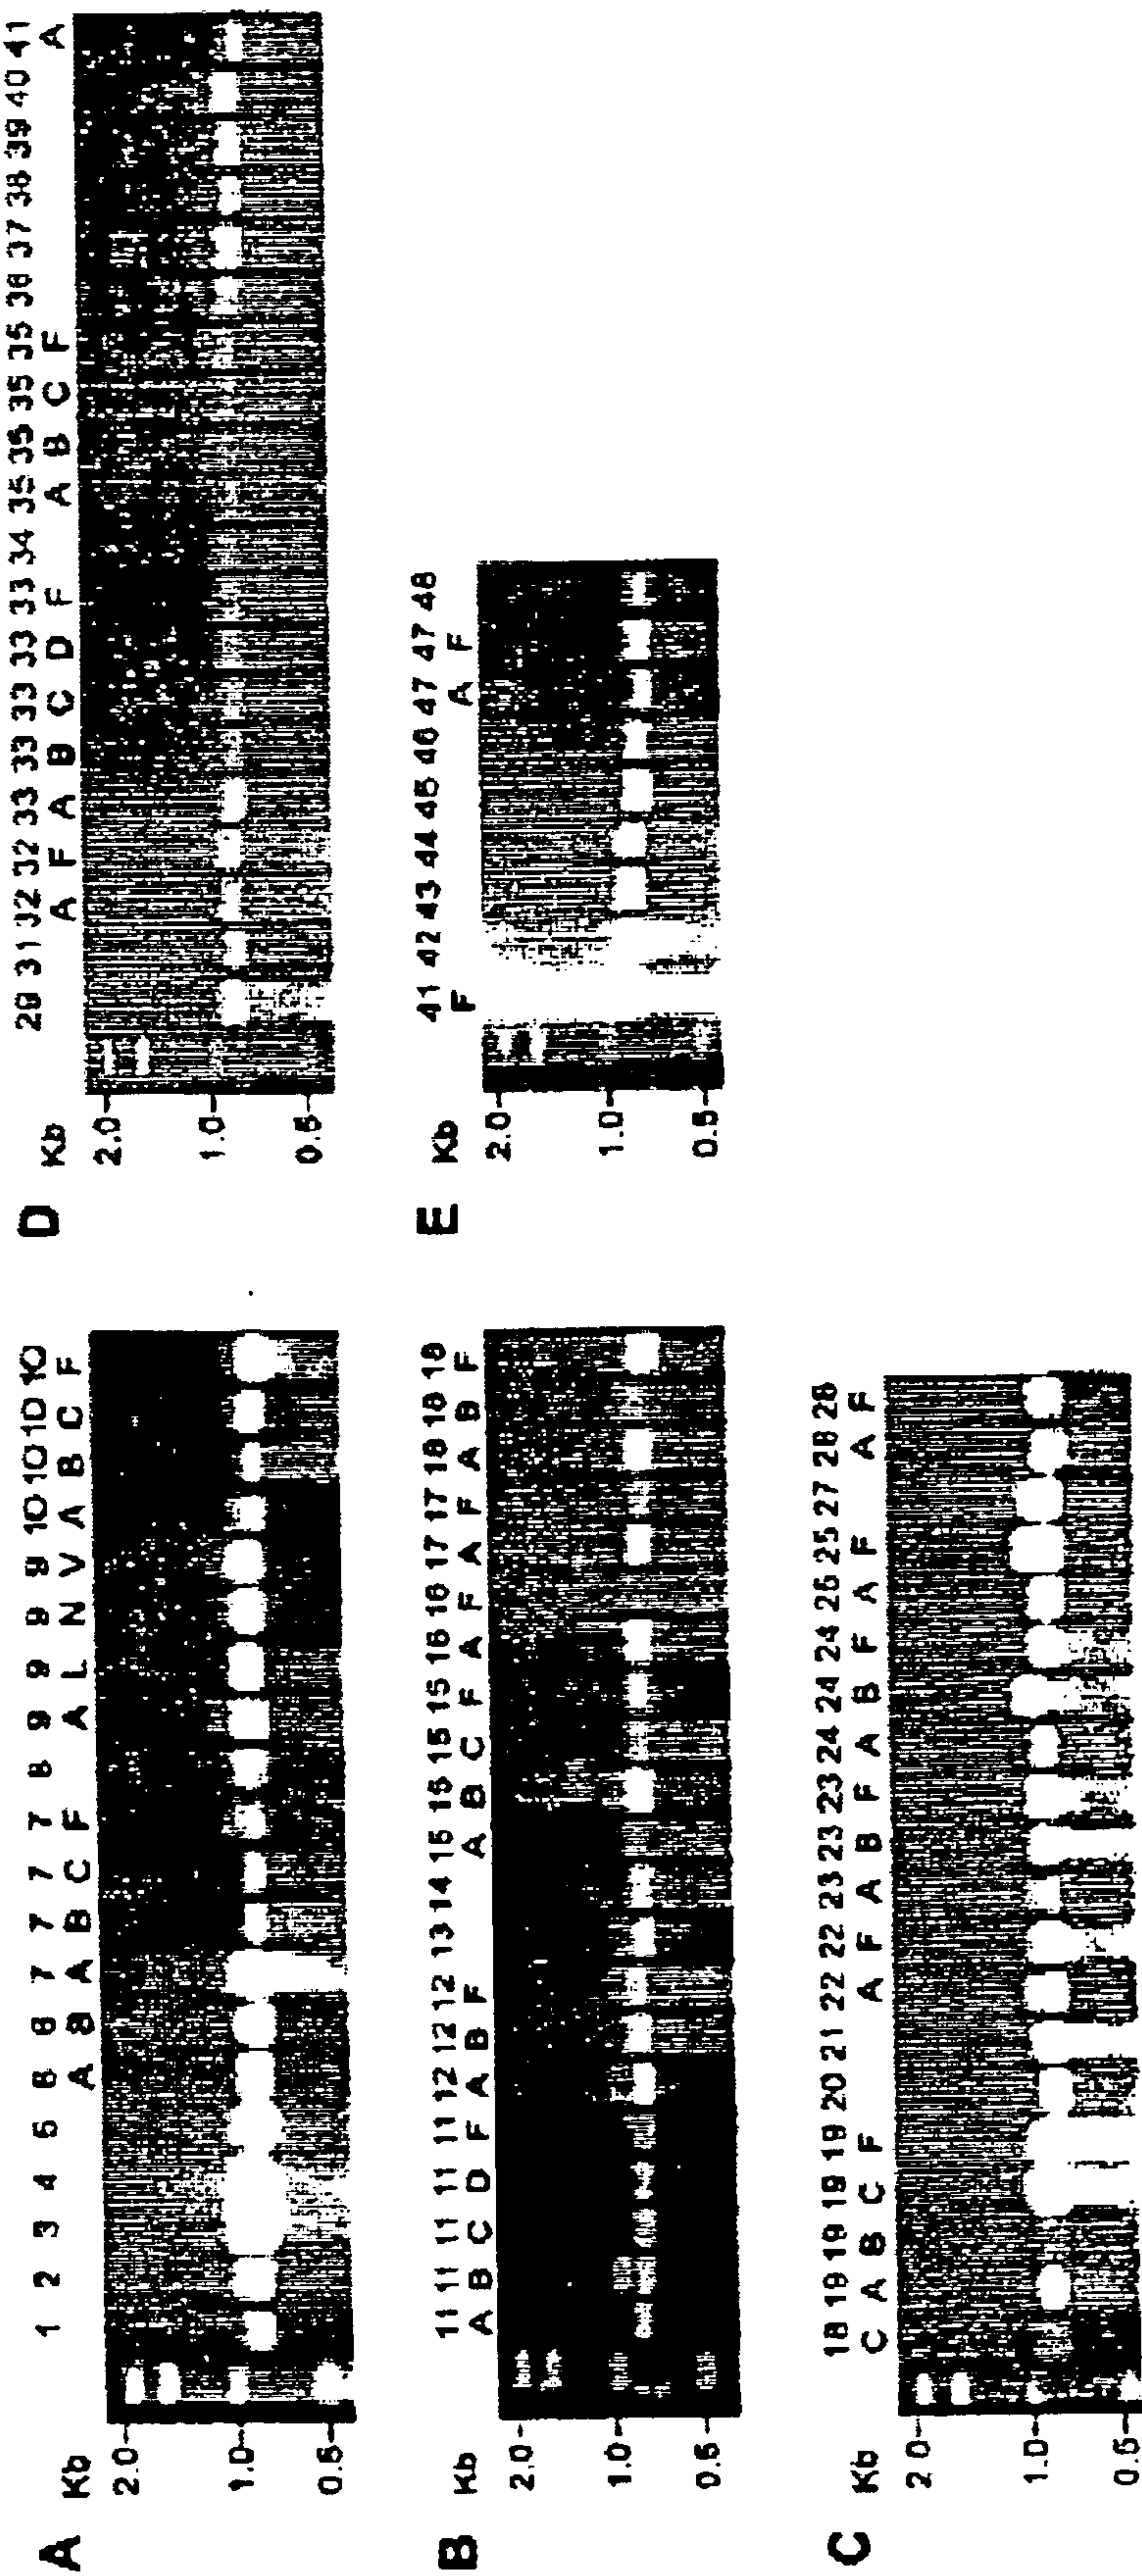 A
1 2 3 4 5 6 6 7 7 7 7 8 9 9 9 9 10 10 10 10
Kb A B A B C F A L N V A B C F
2.0
1.0
0.5
B
11 11 11 11 11 12 12 12 13 14 15 15 15 15 16 16 17 17 18 18 18
Kb A B C D F A B F A B C F A F A F A B F
2.0
1.0
0.5
C
18 19 19 19 19 20 21 22 22 23 23 23 24 24 24 25 25 27 28 28
Kb C A B C F A F A B F A B F A F A F
2.0
1.0
0.5
D
29 31 32 32 33 33 33 33 33 34 35 35 35 35 36 37 38 39 40 41
Kb A F A B C D F A B C F A
2.0
1.0
0.5
E
41 42 43 44 45 46 47 47 48
Kb F A F
2.0
1.0
0.5